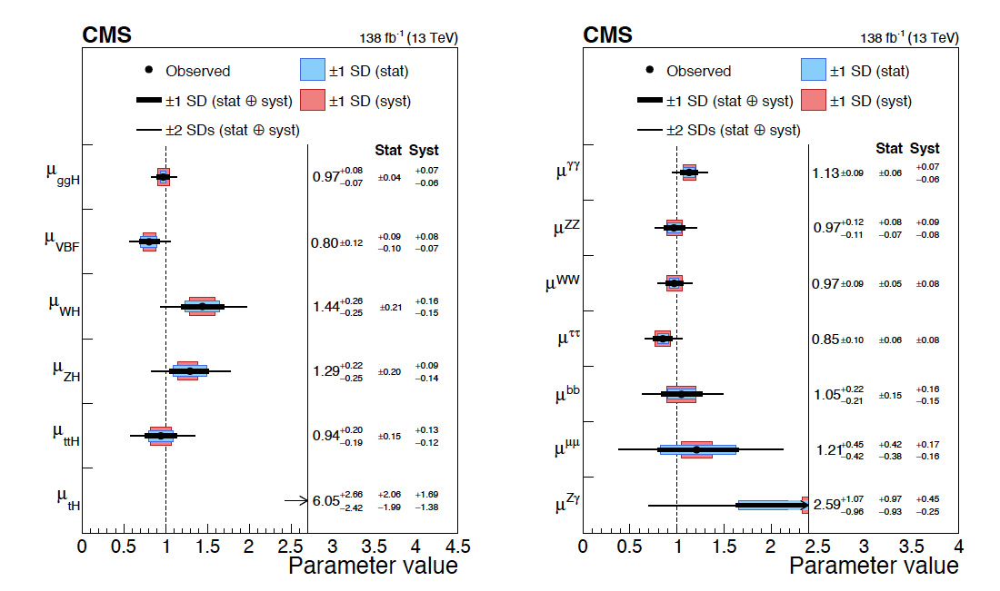 CMS 138 fb-1 (13 TeV)
Observed ±1 SD (stat)
±1 SD (stat ⊕ syst) ±1 SD (syst)
±2 SDs (stat ⊕ syst)
Stat Syst
μggH 0.97 +0.08 −0.07 ±0.04 +0.07 −0.06
μVBF 0.80 ±0.12 +0.09 −0.10 +0.08 −0.07
μWH 1.44 +0.26 −0.25 ±0.21 +0.16 −0.15
μZH 1.29 +0.22 −0.25 ±0.20 +0.09 −0.14
μttH 0.94 +0.20 −0.19 ±0.15 +0.13 −0.12
μtH 6.05 +2.66 −2.42 +2.06 −1.99 +1.69 −1.38
0 0.5 1 1.5 2 2.5 3 3.5 4 4.5
Parameter value
CMS 138 fb-1 (13 TeV)
Observed ±1 SD (stat)
±1 SD (stat ⊕ syst) ±1 SD (syst)
±2 SDs (stat ⊕ syst)
Stat Syst
μγγ 1.13 ±0.09 ±0.06 +0.07 −0.06
μZZ 0.97 +0.12 −0.11 +0.08 −0.07 +0.09 −0.08
μWW 0.97 ±0.09 ±0.05 ±0.08
μττ 0.85 ±0.10 ±0.06 ±0.08
μbb 1.05 +0.22 −0.21 ±0.15 +0.16 −0.15
μμμ 1.21 +0.45 −0.42 +0.42 −0.38 +0.17 −0.16
μZγ 2.59 +1.07 −0.96 +0.97 −0.93 +0.45 −0.25
0 0.5 1 1.5 2 2.5 3 3.5 4
Parameter value